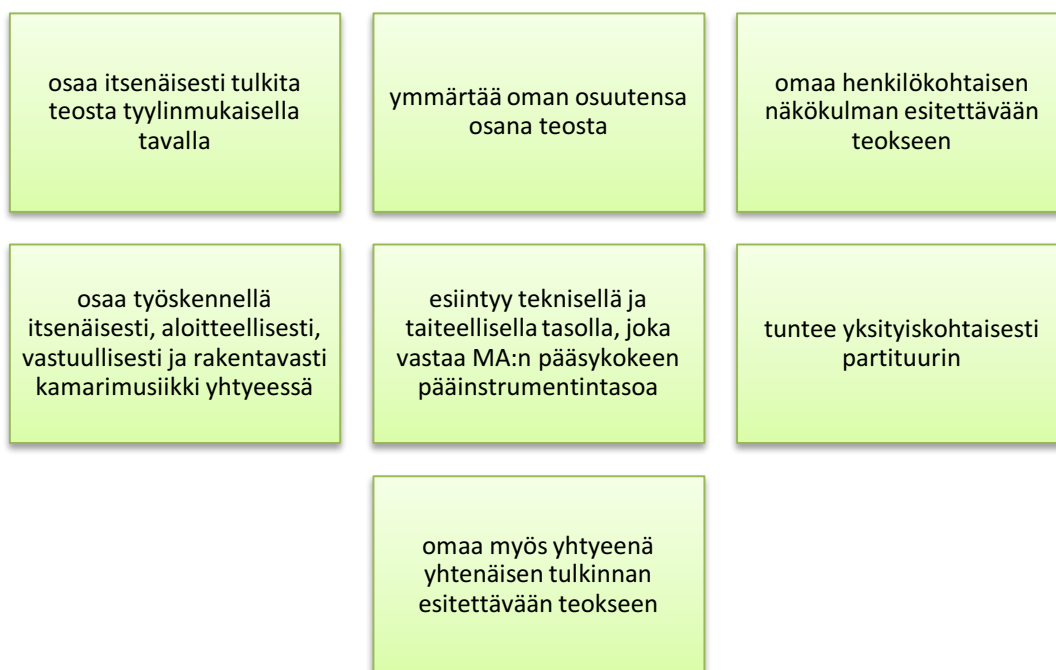 osaa itsenäisesti tulkita
teosta tyylinmukaisella
tavalla
ymmärtää oman osuutensa
osana teosta
omaa henkilökohtaisen
näkökulman esitettävään
teokseen
osaa työskennellä
itsenäisesti, aloitteellisesti,
vastuullisesti ja rakentavasti
kamarimusiikki yhtyeessä
esiintyy teknisellä ja
taiteellisella tasolla, joka
vastaa MA:n pääsykokeen
pääinstrumentintasoa
tuntee yksityiskohtaisesti
partituurin
omaa myös yhtyeenä
yhtenäisen tulkinnan
esitettävään teokseen